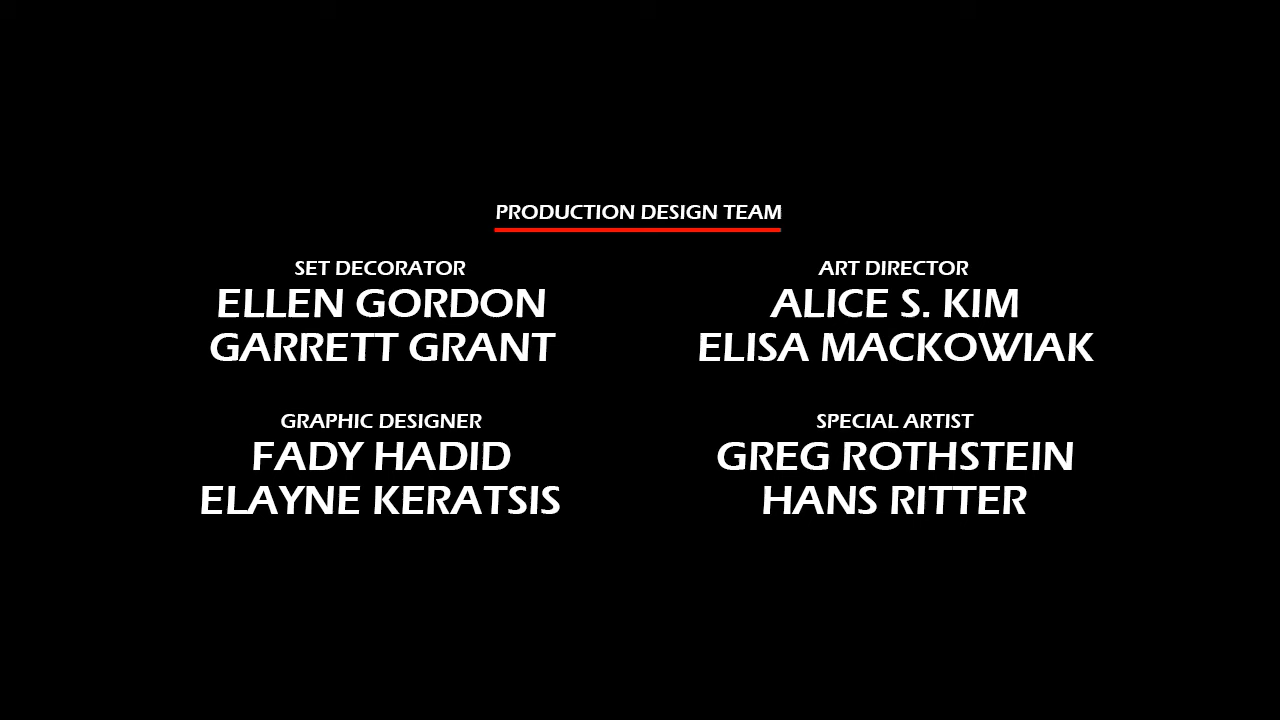 PRODUCTION DESIGN TEAM
SET DECORATOR
ELLEN GORDON
GARRETT GRANT
ART DIRECTOR
ALICE S. KIM
ELISA MACKOWIAK
GRAPHIC DESIGNER
FADY HADID
ELAYNE KERATSIS
SPECIAL ARTIST
GREG ROTHSTEIN
HANS RITTER